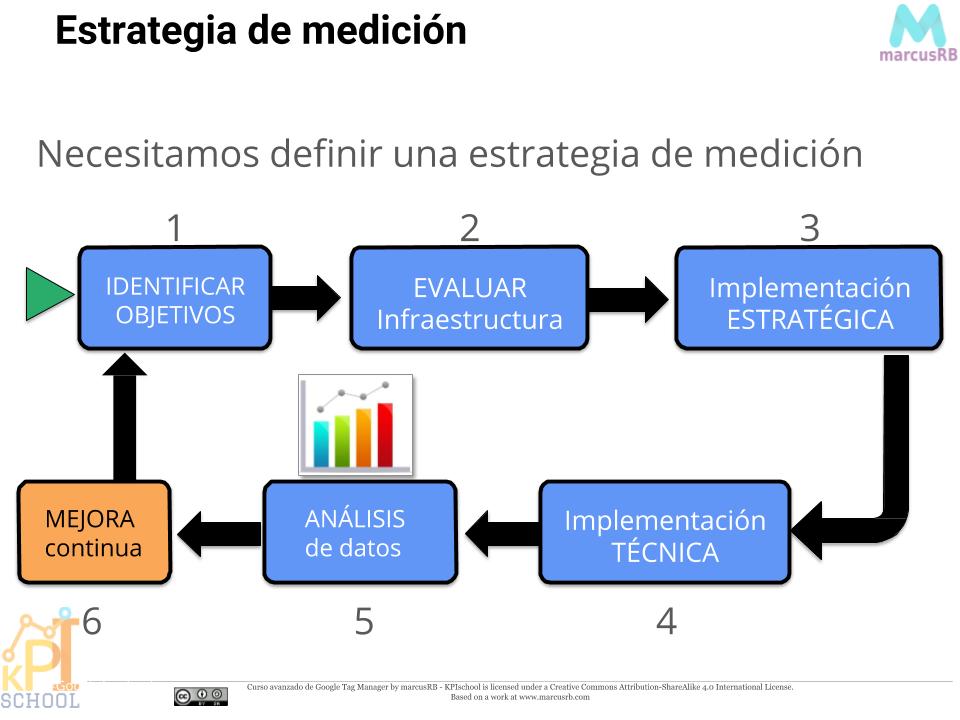 Estrategia de medición
marcusRB
Necesitamos definir una estrategia de medición
1
2
3
IDENTIFICAR
OBJETIVOS
EVALUAR
Infraestructura
Implementación
ESTRATÉGICA
MEJORA
continua
ANÁLISIS
de datos
Implementación
TÉCNICA
6
5
4
KPI
SCHOOL
cc
BY
SA
Curso avanzado de Google Tag Manager by marcusRB - KPIschool is licensed under a Creative Commons Attribution-ShareAlike 4.0 International License.
Based on a work at www.marcusrb.com